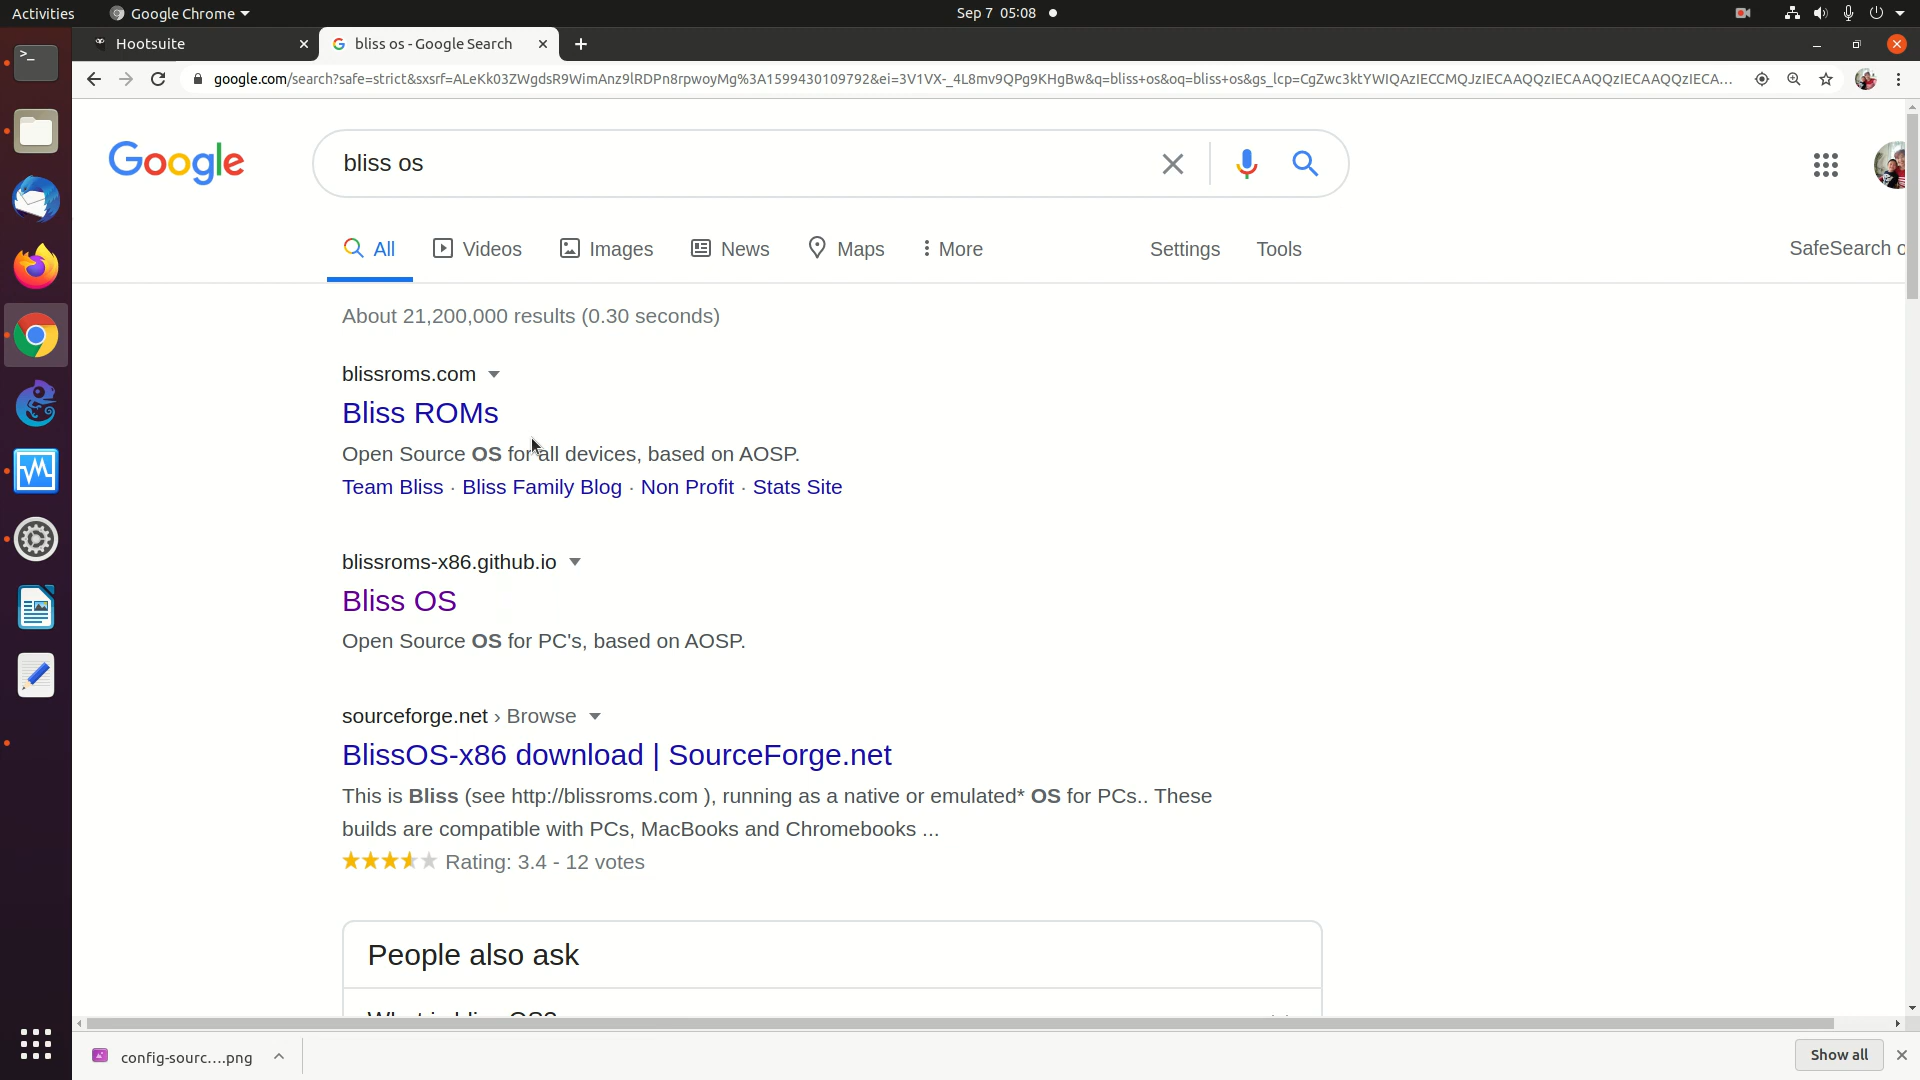 Activities
Google Chrome
Sep 7 05:08
Hootsuite
bliss os - Google Search
google.com/search?safe=strict&sxsrf=ALeKk03ZWgdsR9WimAnz9lRDPn8rpwoyMg%3A1599430109792&ei=3V1VX-_4L8mv9QPg9KHgBw&q=bliss+os&oq=bliss+os&gs_lcp=CgZwc3ktYWIQAzIECCMQJzIECAAQQzIECAAQQzIECAAQQzIECA...
Google
bliss os
All
Videos
Images
News
Maps
More
Settings
Tools
SafeSearch o
About 21,200,000 results (0.30 seconds)
blissroms.com
Bliss ROMs
Open Source OS for all devices, based on AOSP.
Team Bliss · Bliss Family Blog · Non Profit · Stats Site
blissroms-x86.github.io
Bliss OS
Open Source OS for PC's, based on AOSP.
sourceforge.net › Browse
BlissOS-x86 download | SourceForge.net
This is Bliss (see http://blissroms.com ), running as a native or emulated* OS for PCs.. These
builds are compatible with PCs, MacBooks and Chromebooks ...
Rating: 3.4 - 12 votes
People also ask
What is bliss OS?
config-sourc....png
Show all